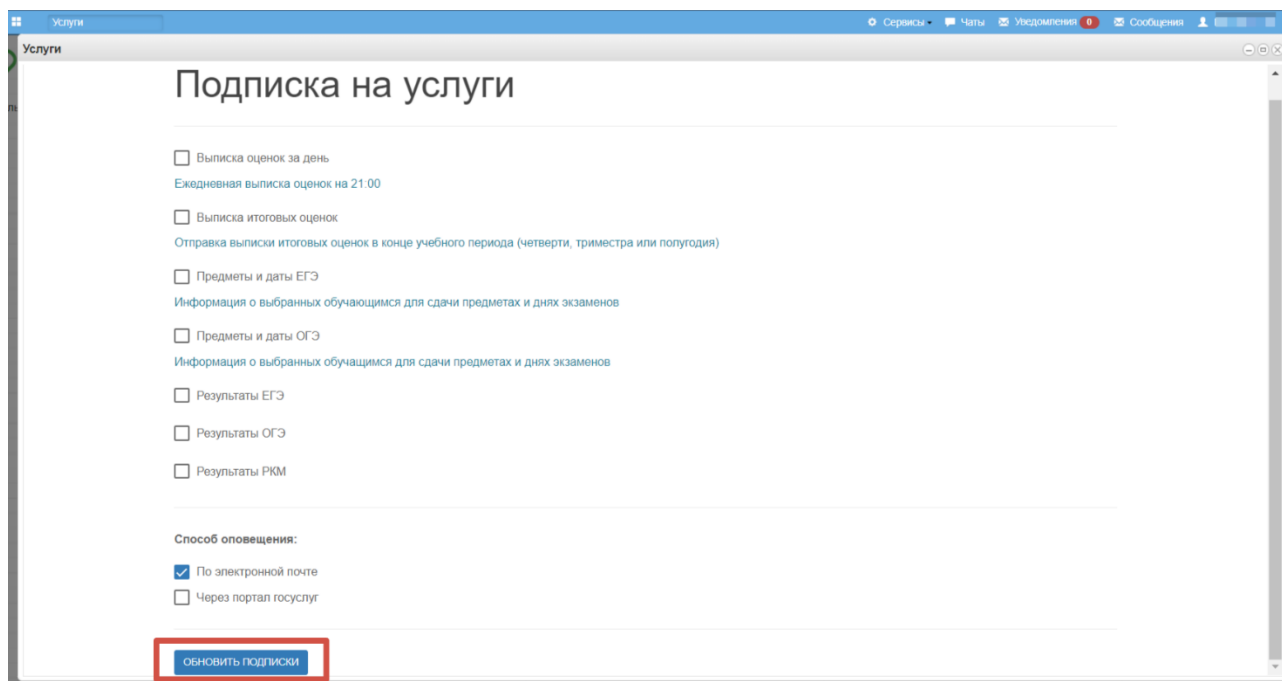 Услуги
Сервисы
Чаты
Уведомления 0
Сообщения
Услуги
Подписка на услуги
Выписка оценок за день
Ежедневная выписка оценок на 21:00
Выписка итоговых оценок
Отправка выписки итоговых оценок в конце учебного периода (четверти, триместра или полугодия)
Предметы и даты ЕГЭ
Информация о выбранных обучающимся для сдачи предметах и днях экзаменов
Предметы и даты ОГЭ
Информация о выбранных обучащимся для сдачи предметах и днях экзаменов
Результаты ЕГЭ
Результаты ОГЭ
Результаты РКМ
Способ оповещения:
По электронной почте
Через портал госуслуг
ОБНОВИТЬ ПОДПИСКИ